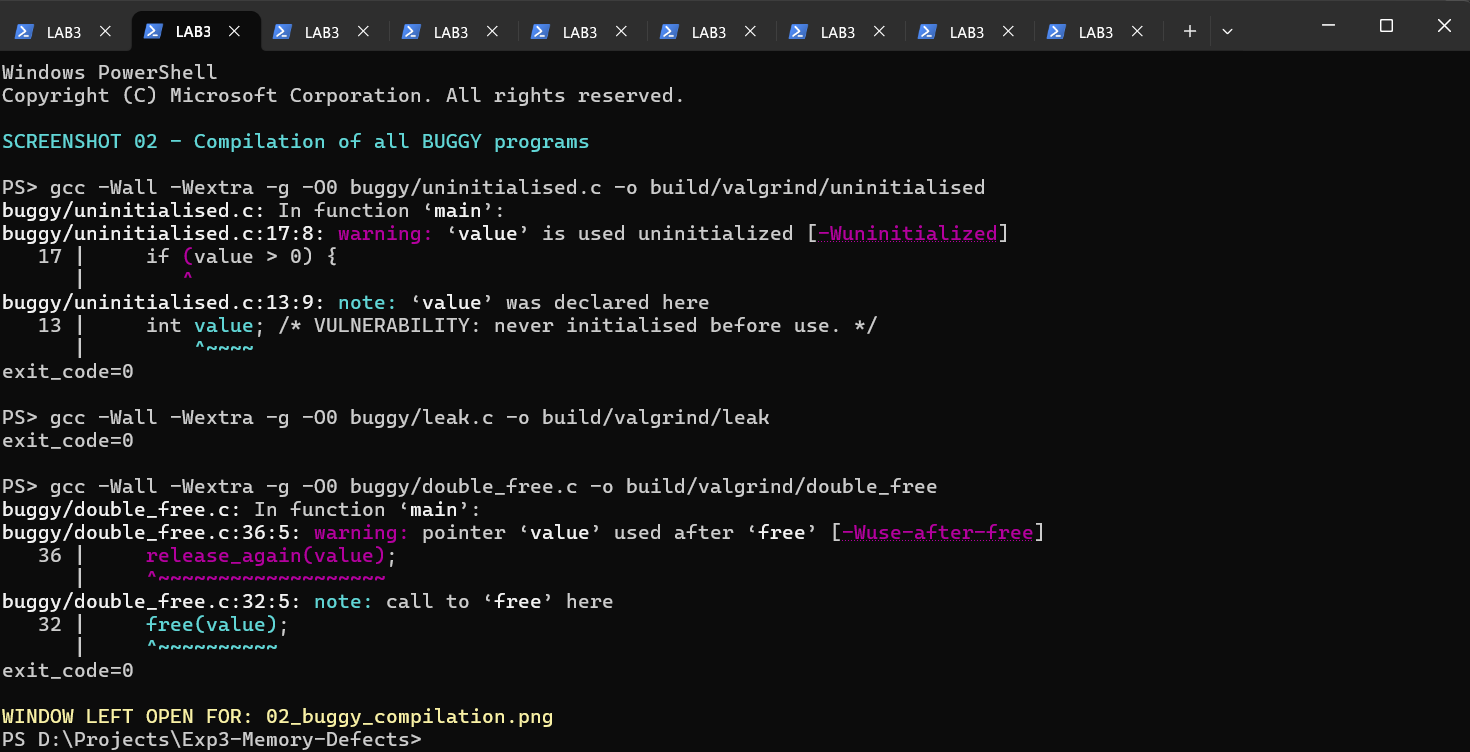 LAB3 LAB3 LAB3 LAB3 LAB3 LAB3 LAB3 LAB3 LAB3
Windows PowerShell
Copyright (C) Microsoft Corporation. All rights reserved.
SCREENSHOT 02 - Compilation of all BUGGY programs
PS> gcc -Wall -Wextra -g -O0 buggy/uninitialised.c -o build/valgrind/uninitialised
buggy/uninitialised.c: In function ‘main’:
buggy/uninitialised.c:17:8: warning: ‘value’ is used uninitialized [-Wuninitialized]
   17 |     if (value > 0) {
      |        ^
buggy/uninitialised.c:13:9: note: ‘value’ was declared here
   13 |     int value; /* VULNERABILITY: never initialised before use. */
      |         ^~~~~
exit_code=0
PS> gcc -Wall -Wextra -g -O0 buggy/leak.c -o build/valgrind/leak
exit_code=0
PS> gcc -Wall -Wextra -g -O0 buggy/double_free.c -o build/valgrind/double_free
buggy/double_free.c: In function ‘main’:
buggy/double_free.c:36:5: warning: pointer ‘value’ used after ‘free’ [-Wuse-after-free]
   36 |     release_again(value);
      |     ^~~~~~~~~~~~~~~~~~~~
buggy/double_free.c:32:5: note: call to ‘free’ here
   32 |     free(value);
      |     ^~~~~~~~~~~
exit_code=0
WINDOW LEFT OPEN FOR: 02_buggy_compilation.png
PS D:\Projects\Exp3-Memory-Defects>